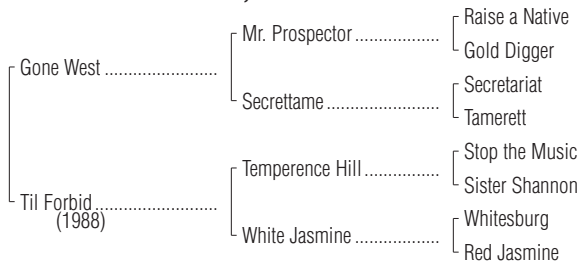 Raise a Native
Mr. Prospector ..................
Gold Digger
Gone West ........................
Secretariat
Secrettame ........................
Tamerett
Stop the Music
Temperence Hill ................
Sister Shannon
Til Forbid ..........................
(1988)
Whitesburg
White Jasmine ..................
Red Jasmine